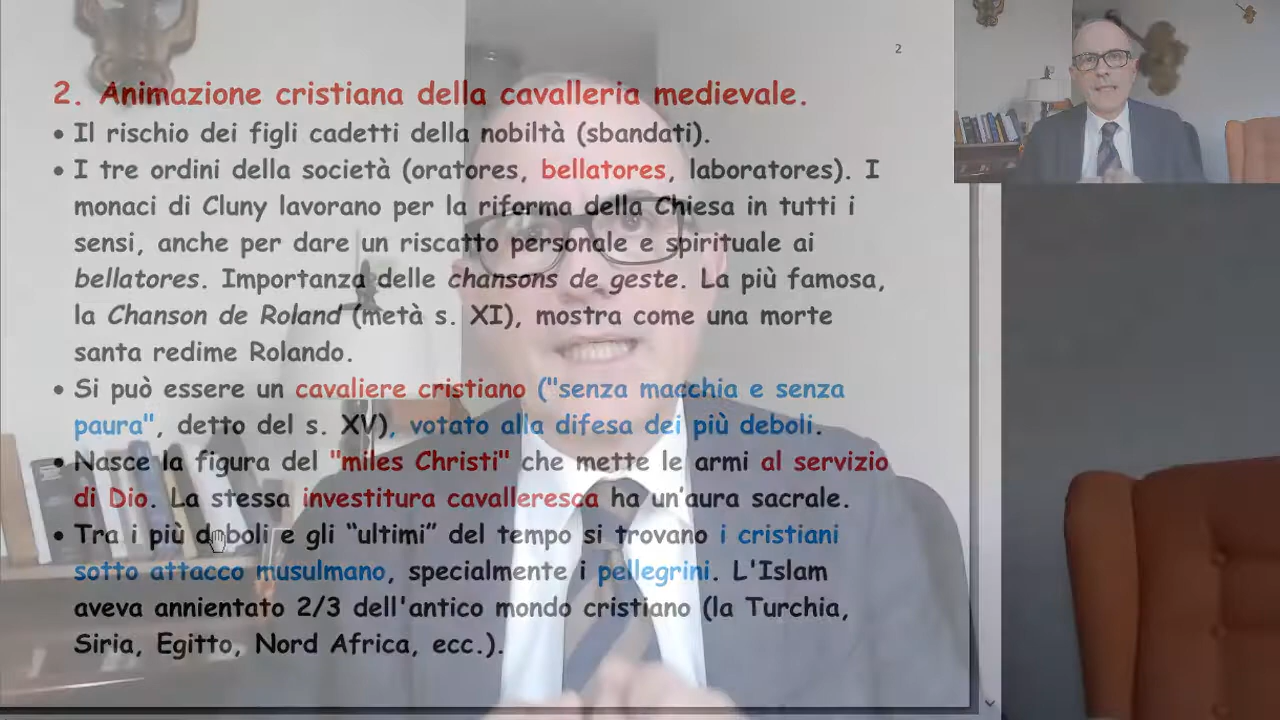 2
2. Animazione cristiana della cavalleria medievale.
• Il rischio dei figli cadetti della nobiltà (sbandati).
• I tre ordini della società (oratores, bellatores, laboratores). I
monaci di Cluny lavorano per la riforma della Chiesa in tutti i
sensi, anche per dare un riscatto personale e spirituale ai
bellatores. Importanza delle chansons de geste. La più famosa,
la Chanson de Roland (metà s. XI), mostra come una morte
santa redime Rolando.
• Si può essere un cavaliere cristiano ("senza macchia e senza
paura", detto del s. XV), votato alla difesa dei più deboli.
• Nasce la figura del "miles Christi" che mette le armi al servizio
di Dio. La stessa investitura cavalleresca ha un'aura sacrale.
• Tra i più deboli e gli “ultimi” del tempo si trovano i cristiani
sotto attacco musulmano, specialmente i pellegrini. L'Islam
aveva annientato 2/3 dell'antico mondo cristiano (la Turchia,
Siria, Egitto, Nord Africa, ecc.).